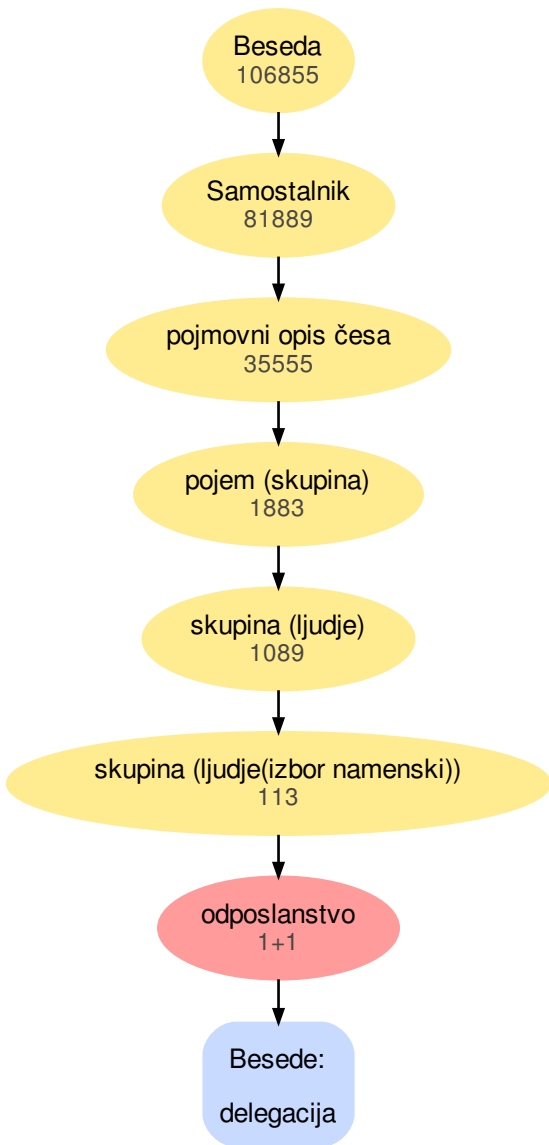 Beseda
106855
Samostalnik
81889
pojmovni opis česa
35555
pojem (skupina)
1883
skupina (ljudje)
1089
skupina (ljudje(izbor namenski))
113
odposlanstvo
1+1
Besede:
delegacija